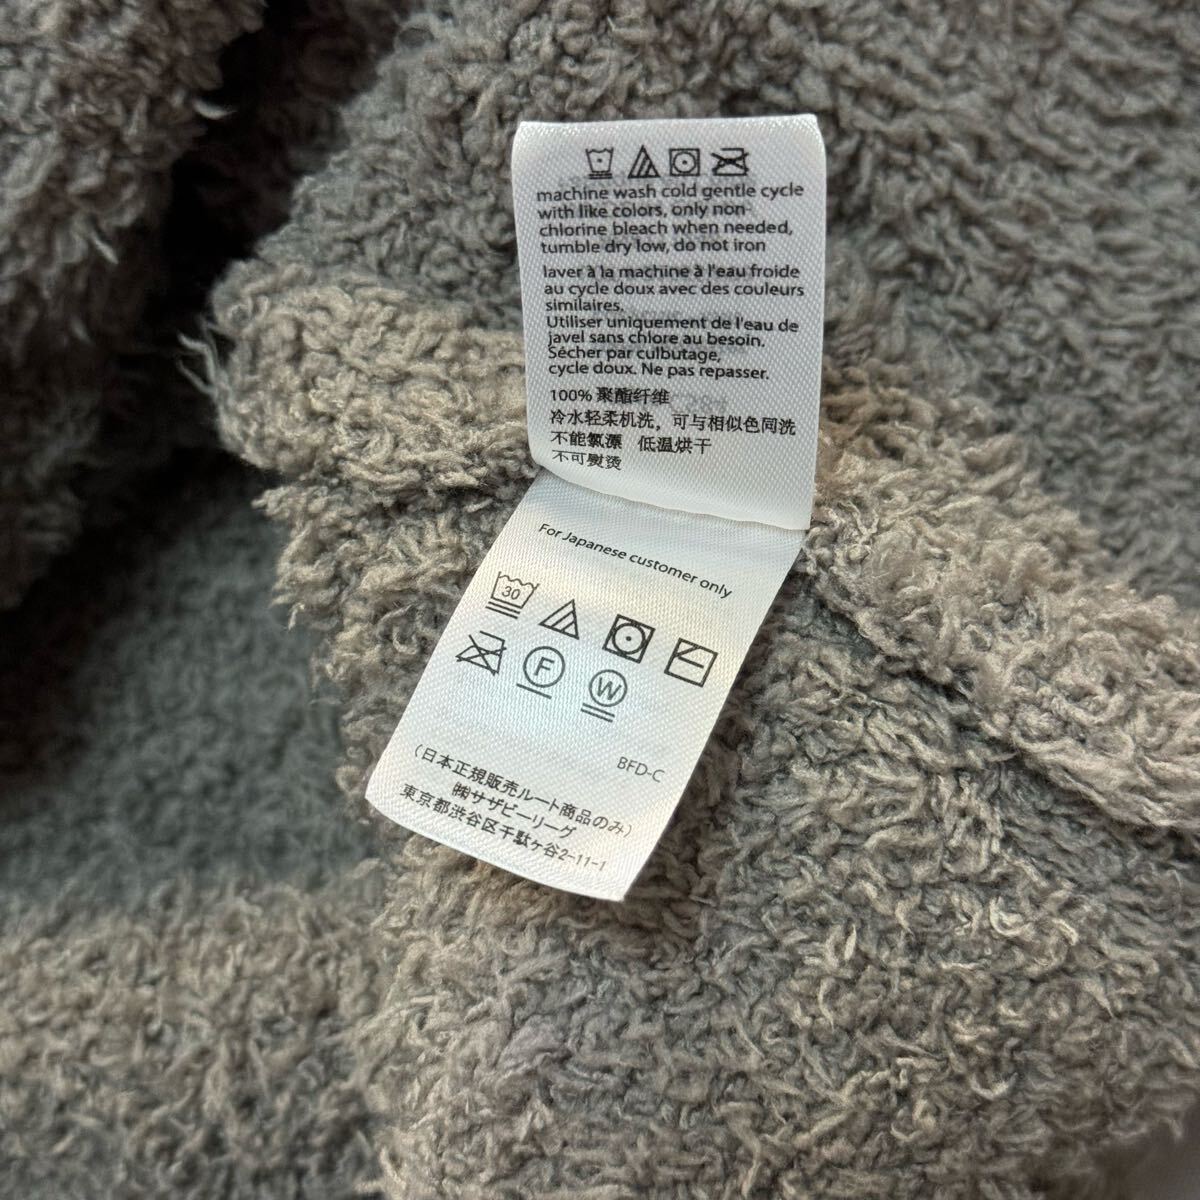 machine wash cold gentle cycle
with like colors, only non-
chlorine bleach when needed,
tumble dry low, do not iron
laver à la machine à l'eau froide
au cycle doux avec des couleurs
similaires.
Utiliser uniquement de l'eau de
javel sans chlore au besoin.
Sécher par culbutage,
cycle doux. Ne pas repasser.
100% 聚酯纤维
冷水轻柔机洗，可与相似色同洗
不能氯漂 低温烘干
不可熨烫
For Japanese customer only
30
F
W
BFD-C
（日本正規販売ルート商品のみ）
㈱サザビーリーグ
東京都渋谷区千駄ヶ谷2-11-1